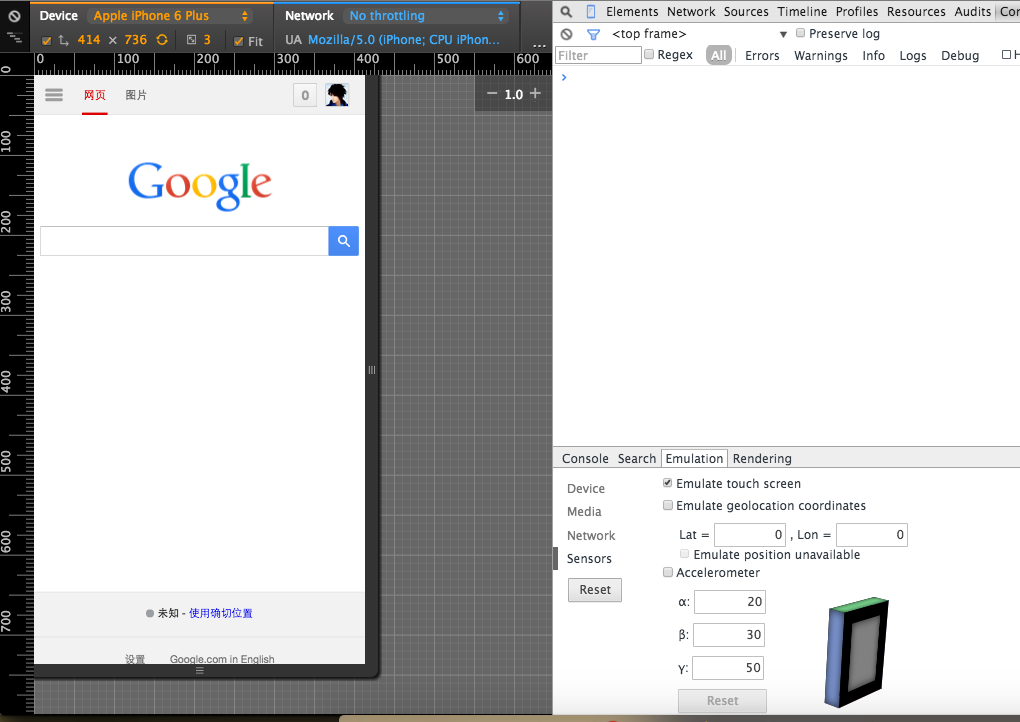 Device Apple iPhone 6 Plus Network No throttling
414 × 736 3 Fit UA Mozilla/5.0 (iPhone; CPU iPhon... ...
0 100 200 300 400 500 600
0
100
200
300
400
500
600
700
网页 图片 0
− 1.0 +
Google
未知 - 使用确切位置
设置 Google.com in English
Elements Network Sources Timeline Profiles Resources Audits Con
<top frame> ▼ Preserve log
Filter Regex All Errors Warnings Info Logs Debug H
>
Console Search Emulation Rendering
Device
Media
Network
Sensors
Reset
Emulate touch screen
Emulate geolocation coordinates
Lat = 0 , Lon = 0
Emulate position unavailable
Accelerometer
α: 20
β: 30
γ: 50
Reset